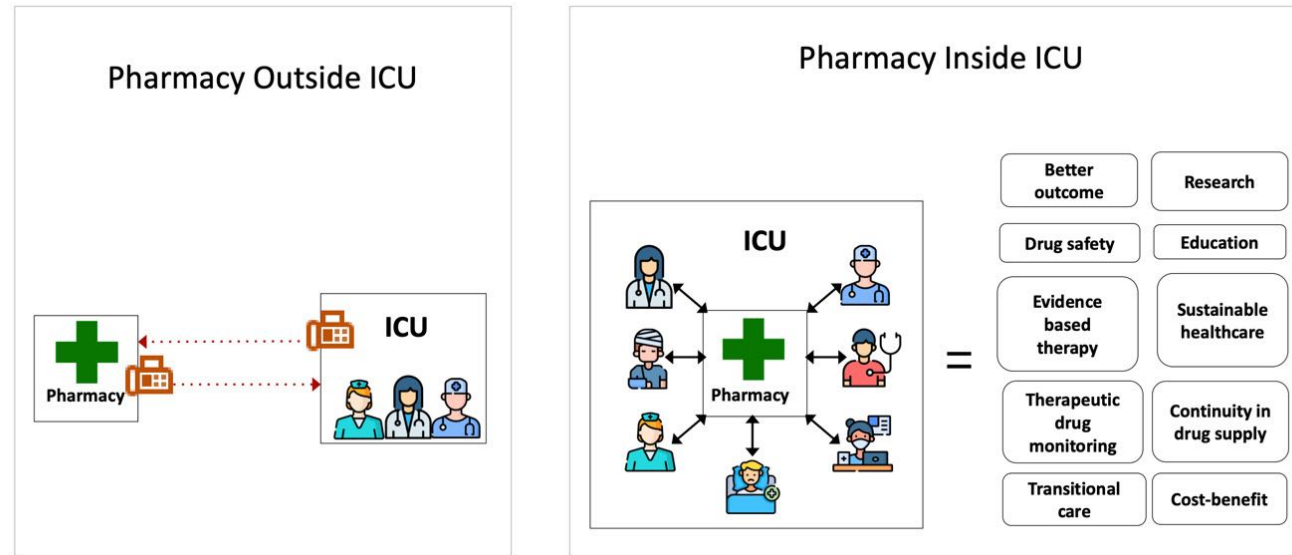 Pharmacy Outside ICU
ICU
Pharmacy
Pharmacy Inside ICU
ICU
Pharmacy
=
Better
outcome
Research
Drug safety
Education
Evidence
based
therapy
Sustainable
healthcare
Therapeutic
drug
monitoring
Continuity in
drug supply
Transitional
care
Cost-benefit